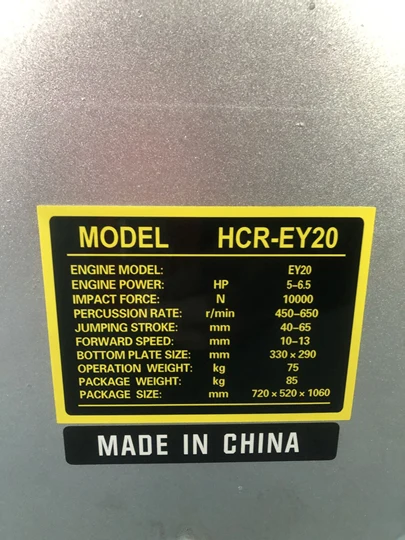 MODEL HCR-EY20
ENGINE MODEL: EY20
ENGINE POWER: HP 5-6.5
IMPACT FORCE: N 10000
PERCUSSION RATE: r/min 450-650
JUMPING STROKE: mm 40-65
FORWARD SPEED: mm 10-13
BOTTOM PLATE SIZE: mm 330×290
OPERATION WEIGHT: kg 75
PACKAGE WEIGHT: kg 85
PACKAGE SIZE: mm 720×520×1060
MADE IN CHINA